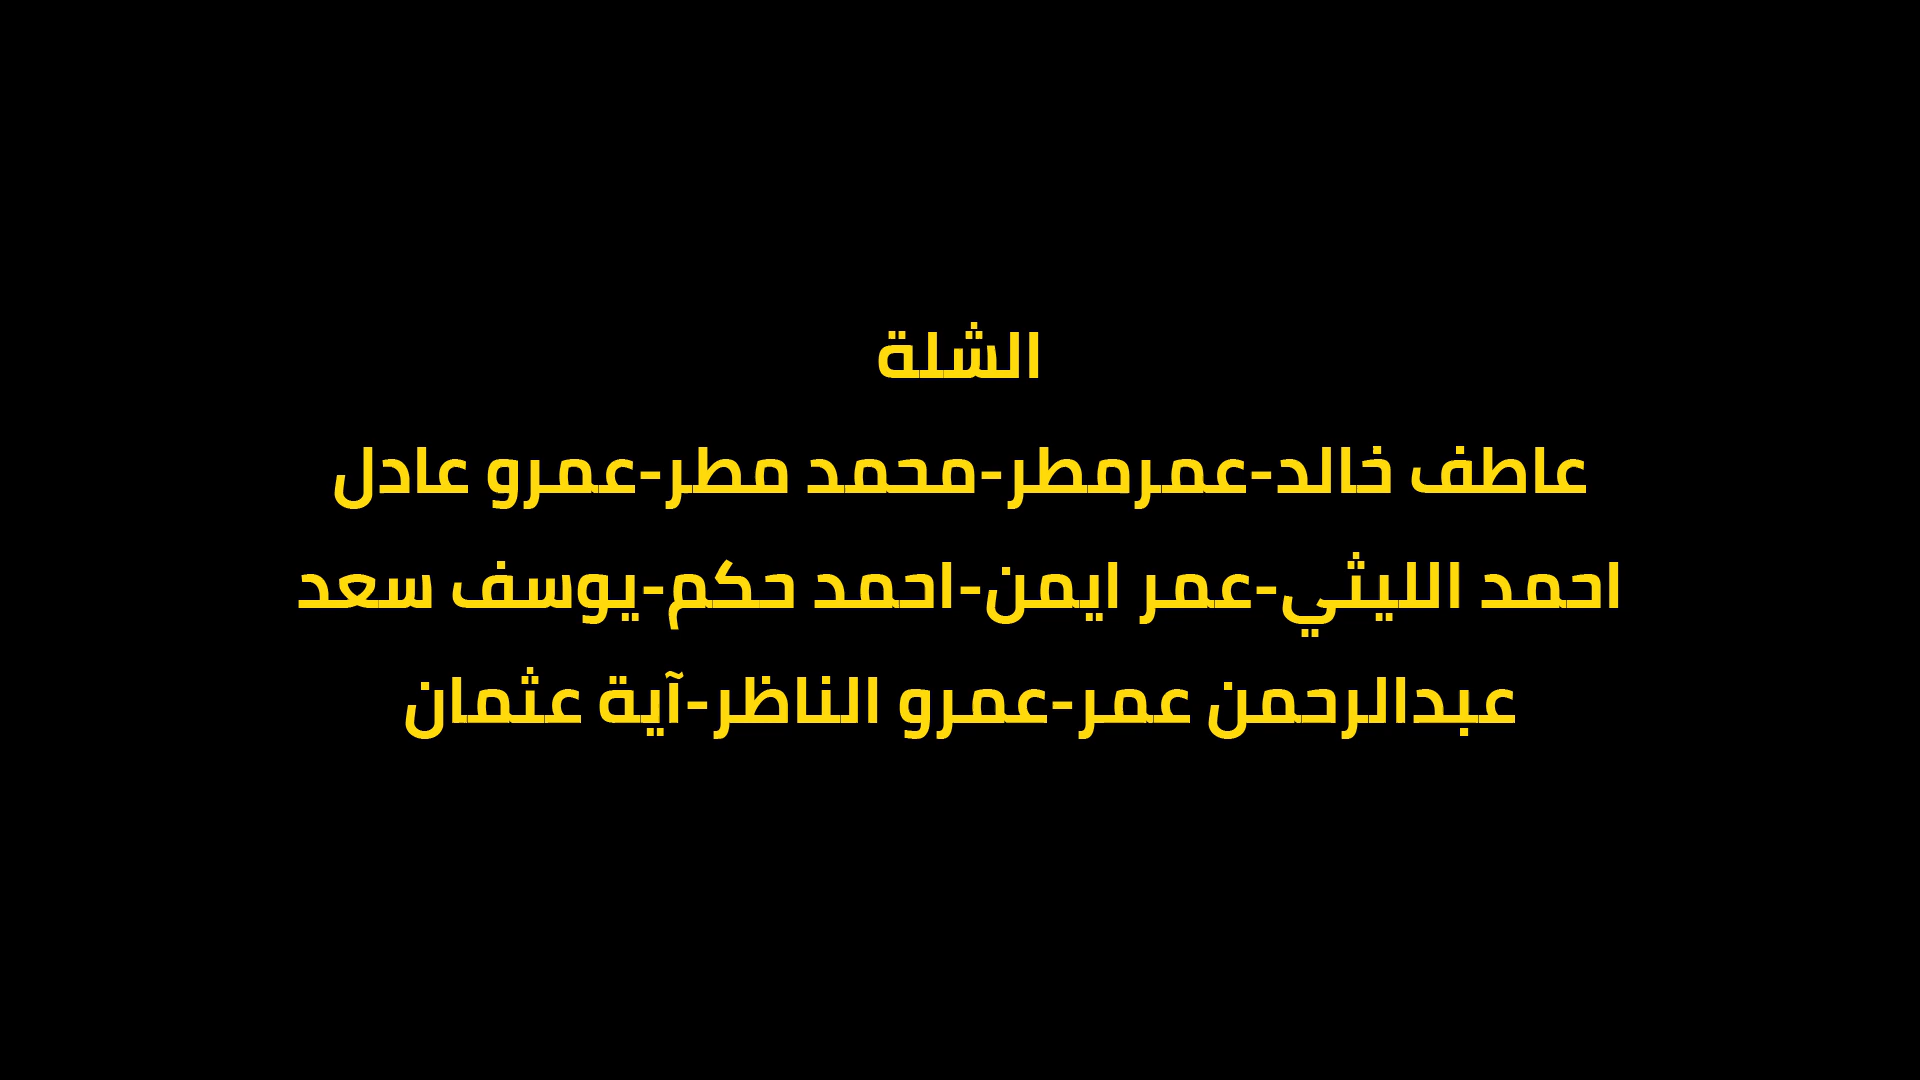 الشلة
عاطف خالد-عمرمطر-محمد مطر-عمرو عادل
احمد الليثي-عمر ايمن-احمد حكم-يوسف سعد
عبدالرحمن عمر-عمرو الناظر-آية عثمان